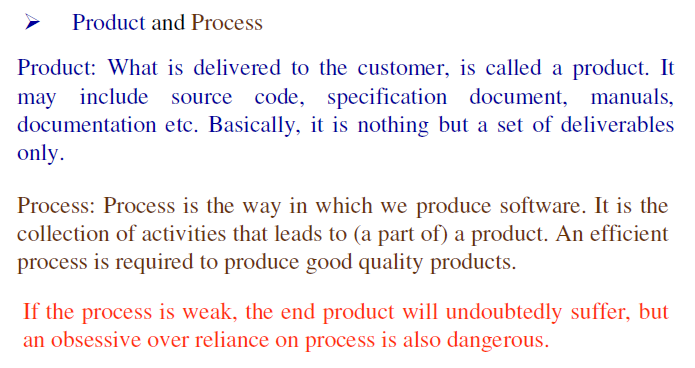 ➢ Product and Process
Product: What is delivered to the customer, is called a product. It
may include source code, specification document, manuals,
documentation etc. Basically, it is nothing but a set of deliverables
only.
Process: Process is the way in which we produce software. It is the
collection of activities that leads to (a part of) a product. An efficient
process is required to produce good quality products.
If the process is weak, the end product will undoubtedly suffer, but
an obsessive over reliance on process is also dangerous.